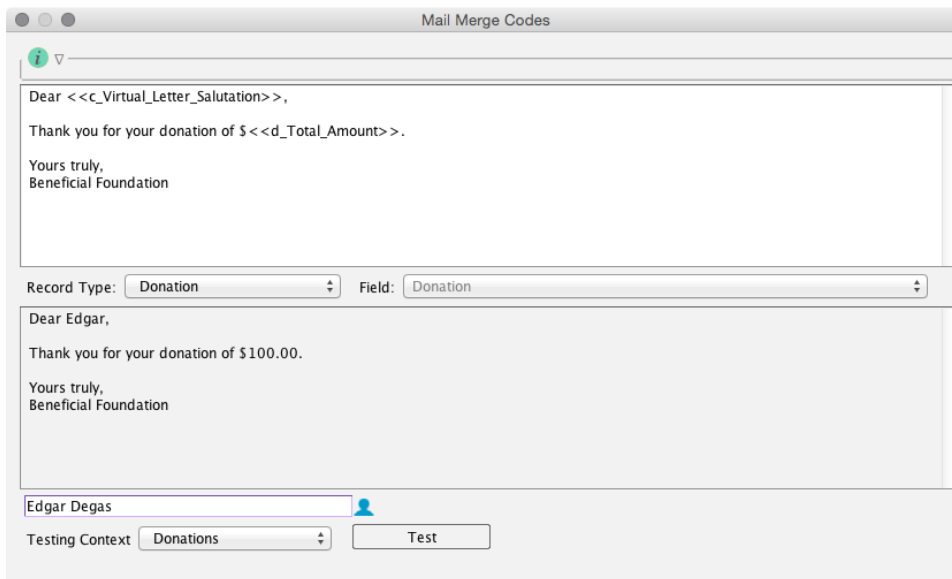 Mail Merge Codes
i
Dear <<c_Virtual_Letter_Salutation>>,
Thank you for your donation of $<<d_Total_Amount>>.
Yours truly,
Beneficial Foundation
Record Type: Donation Field: Donation
Dear Edgar,
Thank you for your donation of $100.00.
Yours truly,
Beneficial Foundation
Edgar Degas
Testing Context Donations Test